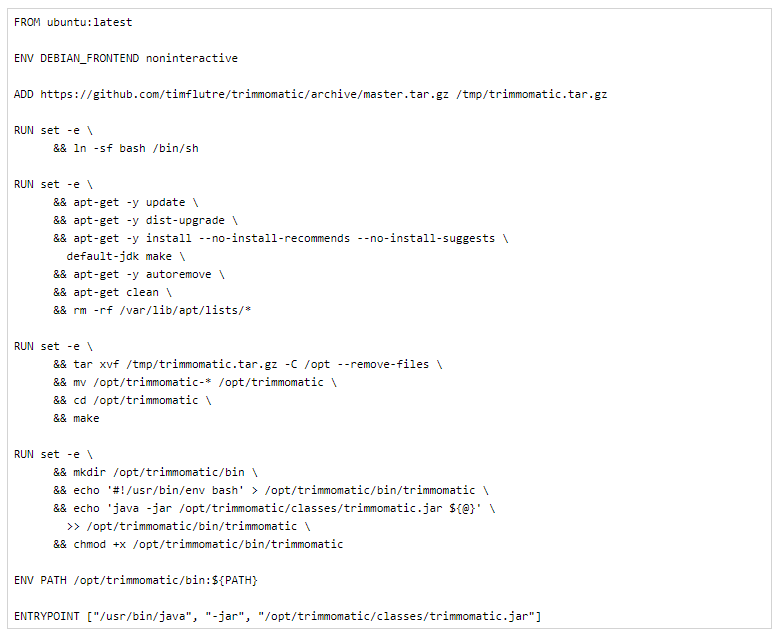 FROM ubuntu:latest
ENV DEBIAN_FRONTEND noninteractive
ADD https://github.com/timflutre/trimmomatic/archive/master.tar.gz /tmp/trimmomatic.tar.gz
RUN set -e \
      && ln -sf bash /bin/sh
RUN set -e \
      && apt-get -y update \
      && apt-get -y dist-upgrade \
      && apt-get -y install --no-install-recommends --no-install-suggests \
        default-jdk make \
      && apt-get -y autoremove \
      && apt-get clean \
      && rm -rf /var/lib/apt/lists/*
RUN set -e \
      && tar xvf /tmp/trimmomatic.tar.gz -C /opt --remove-files \
      && mv /opt/trimmomatic-* /opt/trimmomatic \
      && cd /opt/trimmomatic \
      && make
RUN set -e \
      && mkdir /opt/trimmomatic/bin \
      && echo '#!/usr/bin/env bash' > /opt/trimmomatic/bin/trimmomatic \
      && echo 'java -jar /opt/trimmomatic/classes/trimmomatic.jar ${@}' \
        >> /opt/trimmomatic/bin/trimmomatic \
      && chmod +x /opt/trimmomatic/bin/trimmomatic
ENV PATH /opt/trimmomatic/bin:${PATH}
ENTRYPOINT ["/usr/bin/java", "-jar", "/opt/trimmomatic/classes/trimmomatic.jar"]